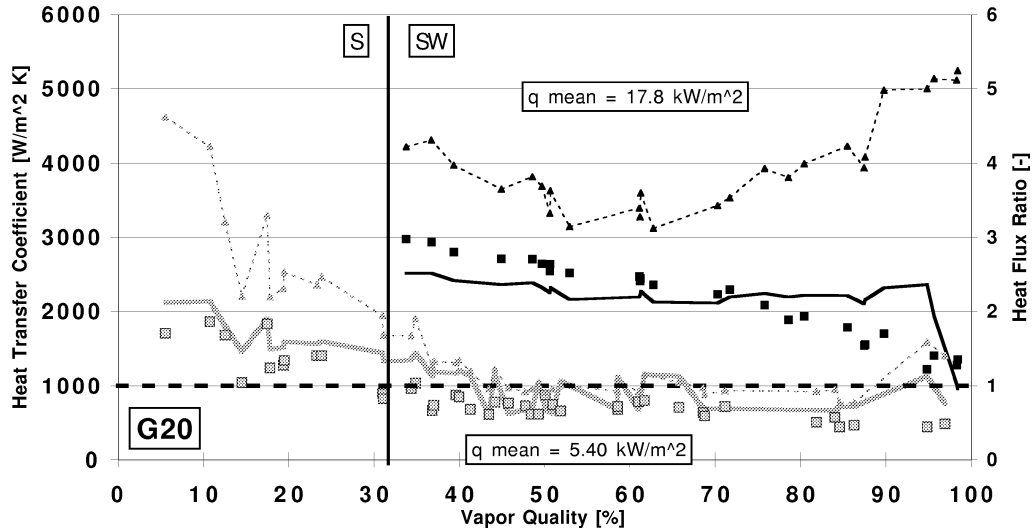 6000
5000
4000
3000
2000
1000
0
Heat Transfer Coefficient [W/m^2 K]
S
SW
q mean = 17.8 kW/m^2
G20
q mean = 5.40 kW/m^2
6
5
4
3
2
1
0
Heat Flux Ratio [-]
0 10 20 30 40 50 60 70 80 90 100
Vapor Quality [%]